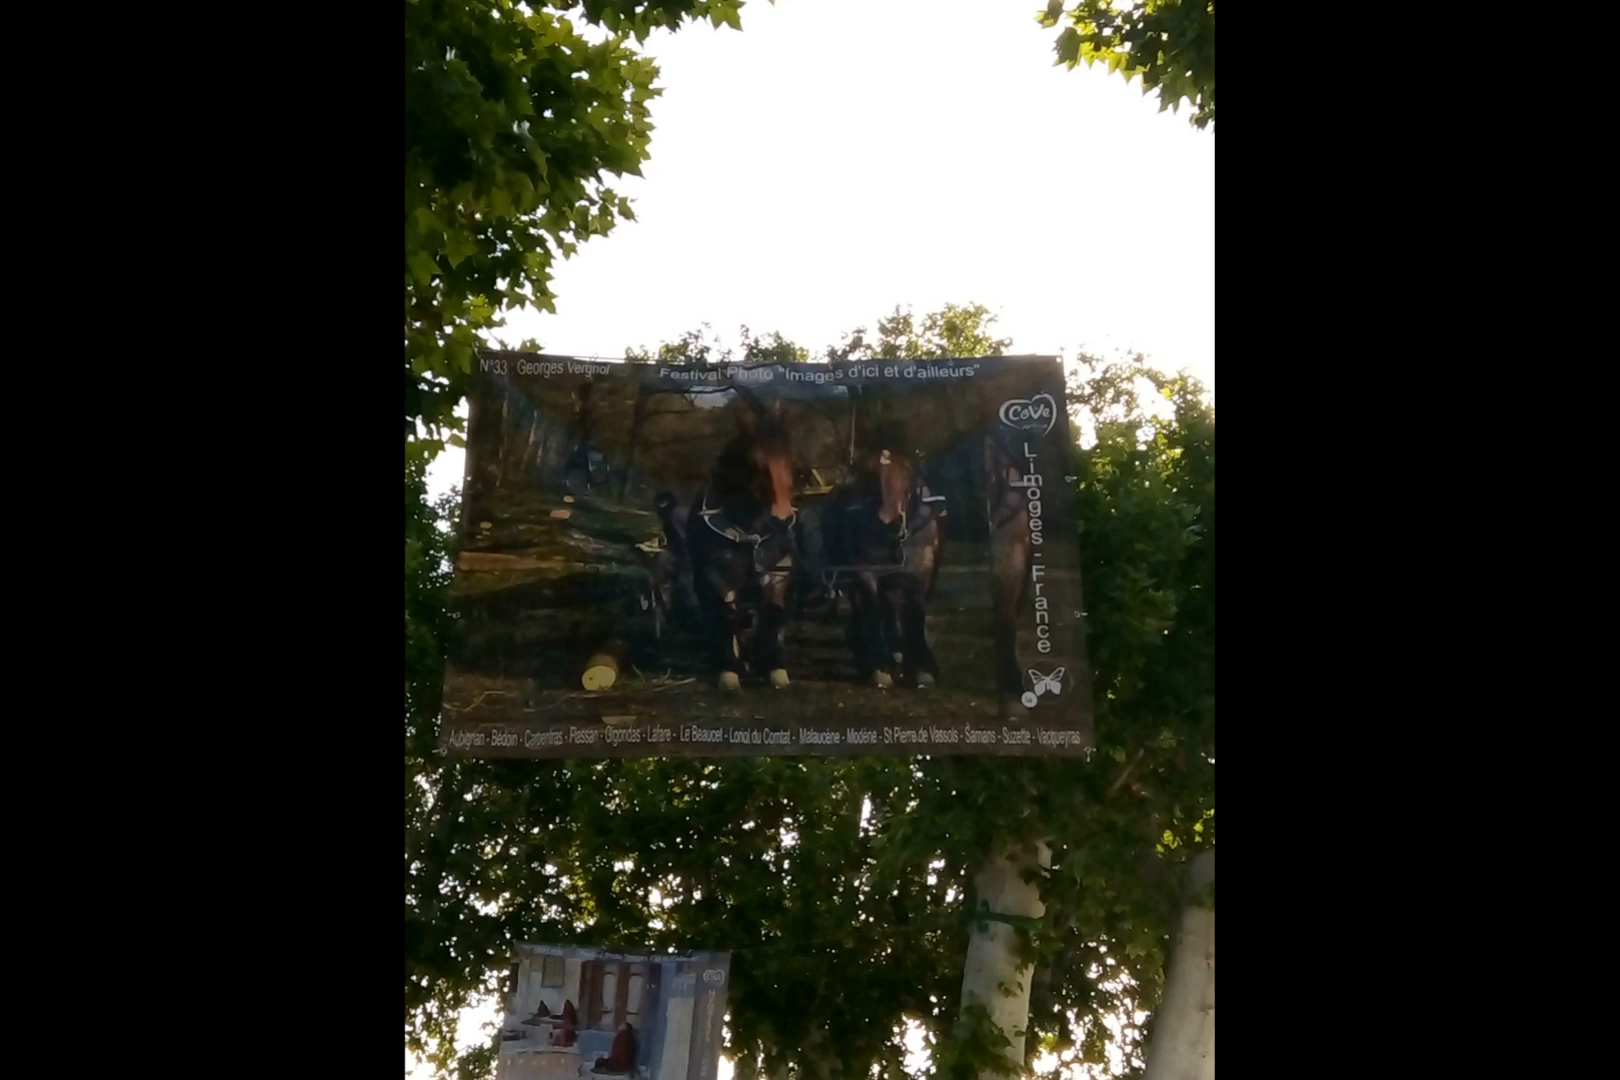 N°33 Georges Vergnol
Festival Photo "Images d'ici et d'ailleurs"
CoVe
Limoges - France
Aubignan - Bédoin - Carpentras - Flassan - Gigondas - Lafare - Le Beaucet - Loriol du Comtat - Malaucène - Modène - St Pierre de Vassols - Sarrians - Suzette - Vacqueyras